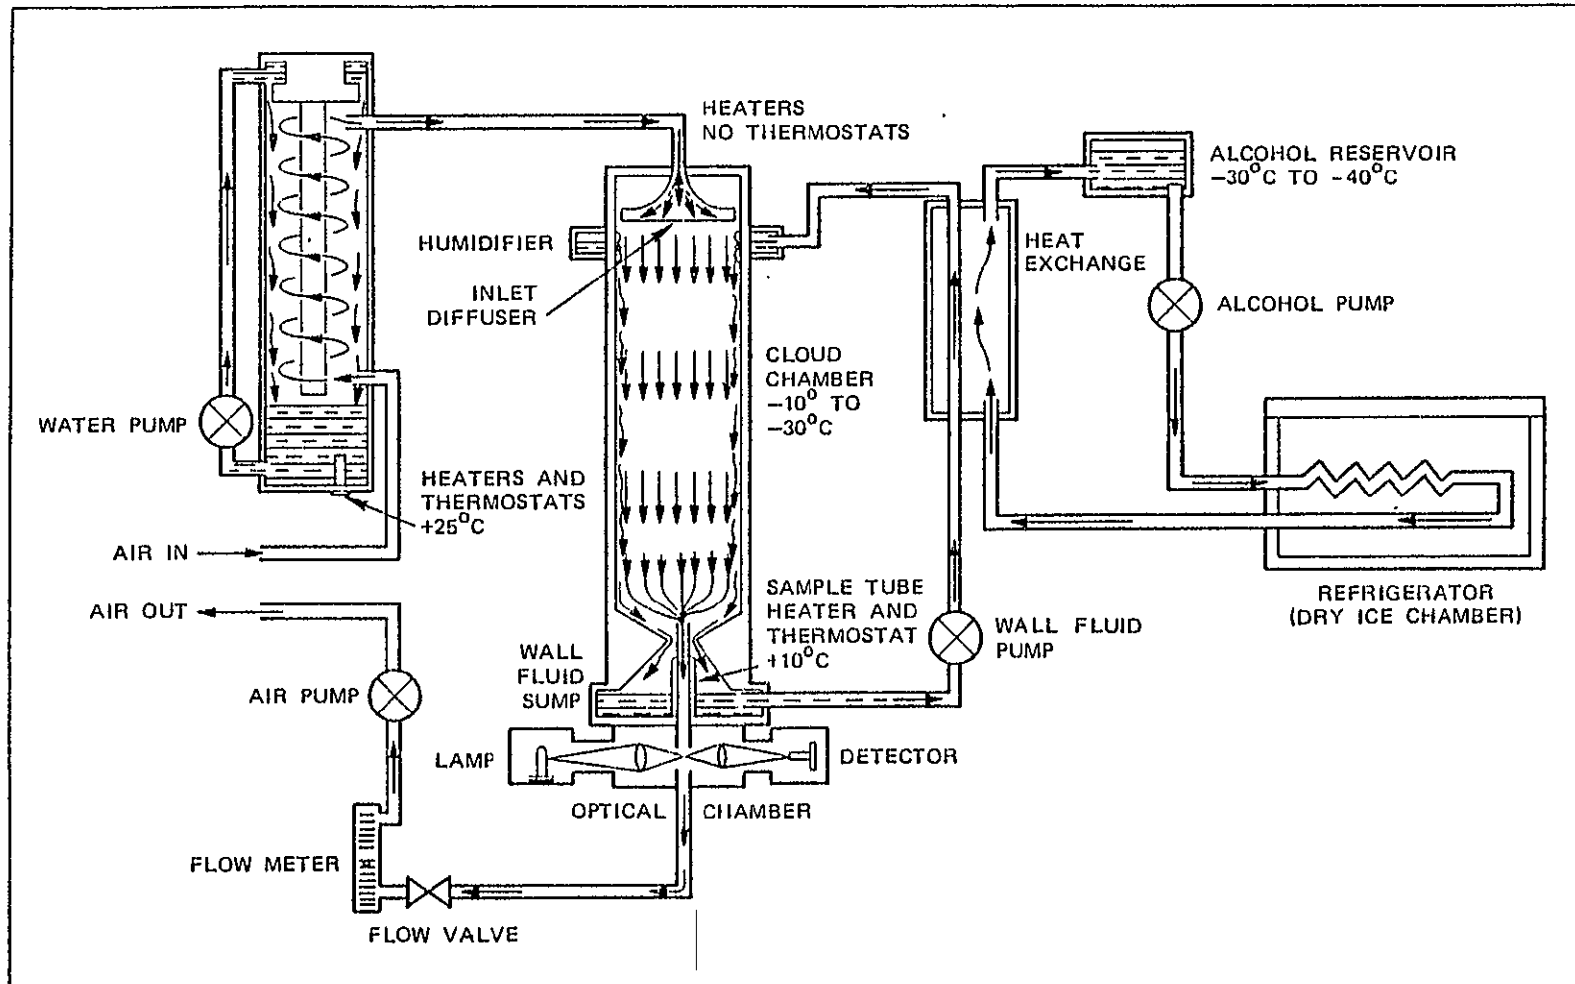 HEATERS
NO THERMOSTATS
ALCOHOL RESERVOIR
−30°C TO −40°C
HUMIDIFIER
HEAT
EXCHANGE
INLET
DIFFUSER
ALCOHOL PUMP
CLOUD
CHAMBER
−10° TO
−30°C
WATER PUMP
HEATERS AND
THERMOSTATS
+25°C
AIR IN
AIR OUT
SAMPLE TUBE
HEATER AND
THERMOSTAT
+10°C
REFRIGERATOR
(DRY ICE CHAMBER)
WALL FLUID
PUMP
WALL
FLUID
SUMP
AIR PUMP
LAMP
DETECTOR
OPTICAL CHAMBER
FLOW METER
FLOW VALVE